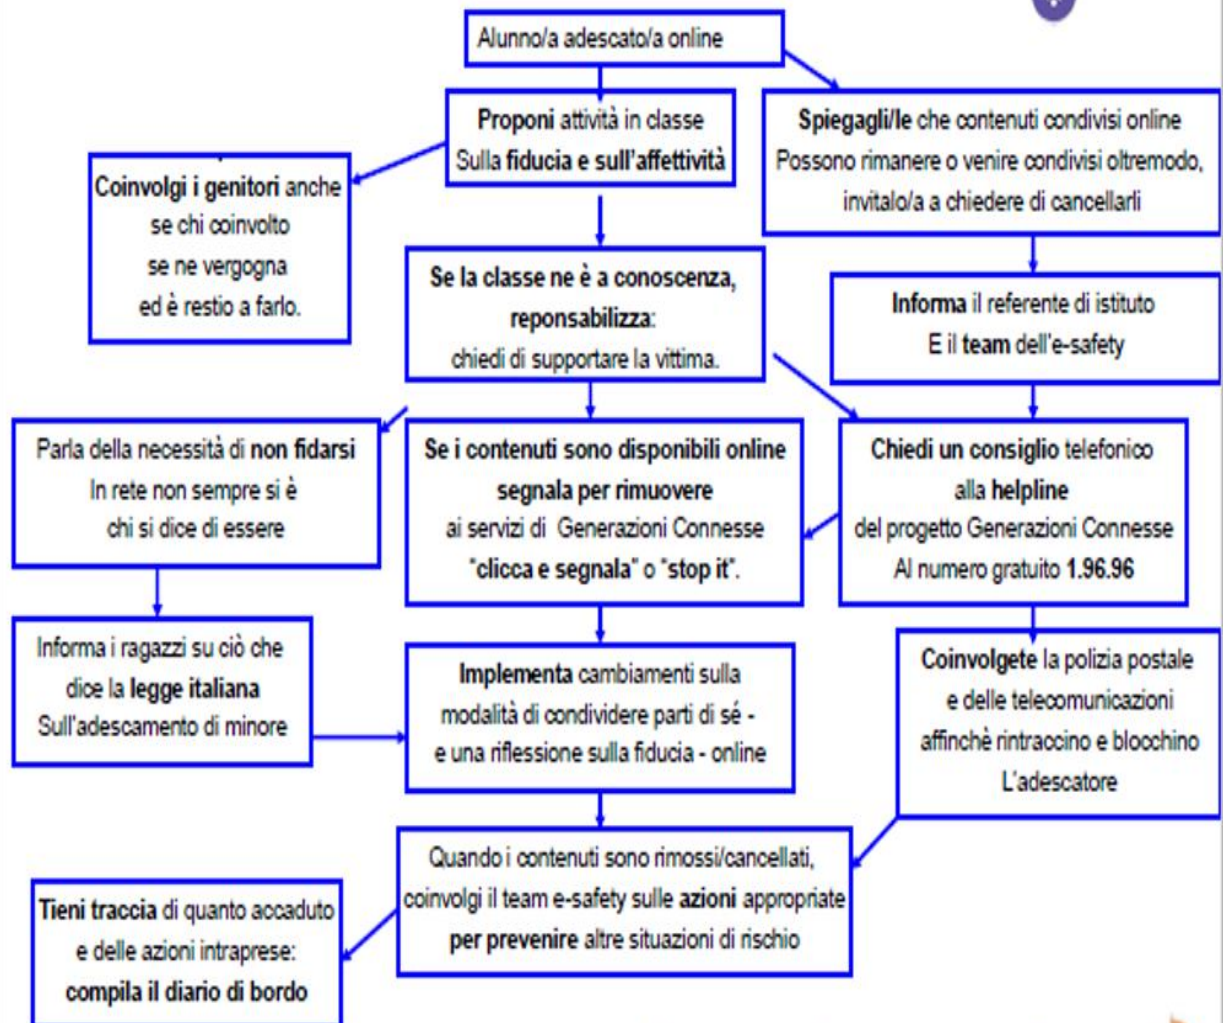 Alunno/a adescato/a online
Proponi attività in classe
Sulla fiducia e sull'affettività
Spiegagli/le che contenuti condivisi online
Possono rimanere o venire condivisi oltremodo,
invitalo/a a chiedere di cancellarli
Coinvolgi i genitori anche
se chi coinvolto
se ne vergogna
ed è restio a farlo.
Se la classe ne è a conoscenza,
reponsabilizza:
chiedi di supportare la vittima.
Informa il referente di istituto
E il team dell'e-safety
Parla della necessità di non fidarsi
In rete non sempre si è
chi si dice di essere
Se i contenuti sono disponibili online
segnala per rimuovere
ai servizi di Generazioni Connesse
"clicca e segnala" o "stop it".
Chiedi un consiglio telefonico
alla helpline
del progetto Generazioni Connesse
Al numero gratuito 1.96.96
Informa i ragazzi su ciò che
dice la legge italiana
Sull'adescamento di minore
Implementa cambiamenti sulla
modalità di condividere parti di sé -
e una riflessione sulla fiducia - online
Coinvolgete la polizia postale
e delle telecomunicazioni
affinchè rintraccino e blocchino
L'adescatore
Quando i contenuti sono rimossi/cancellati,
coinvolgi il team e-safety sulle azioni appropriate
per prevenire altre situazioni di rischio
Tieni traccia di quanto accaduto
e delle azioni intraprese:
compila il diario di bordo